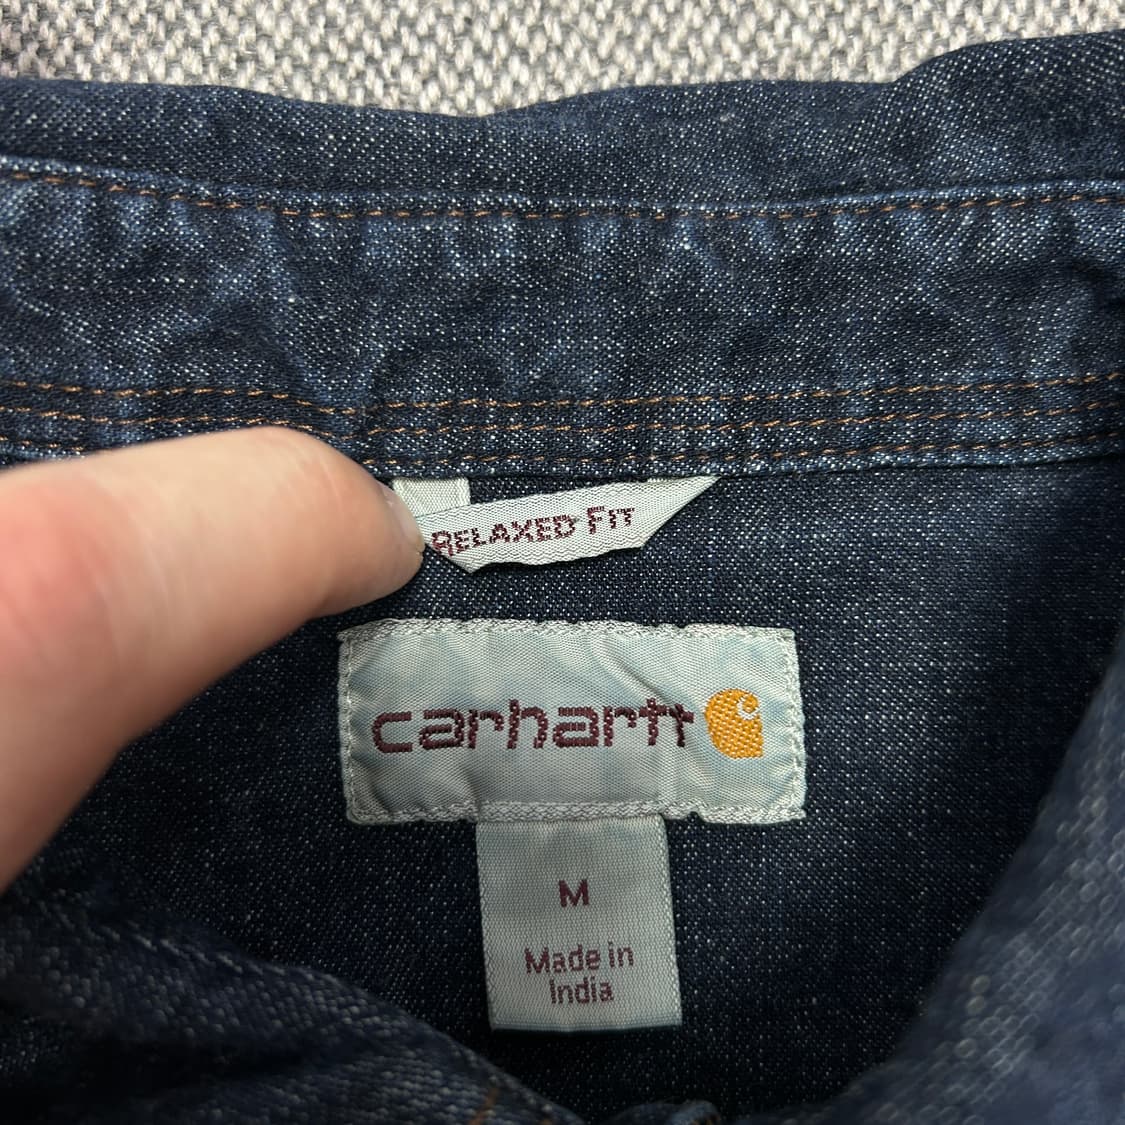 RELAXED FIT
carhartt
M
Made in
India